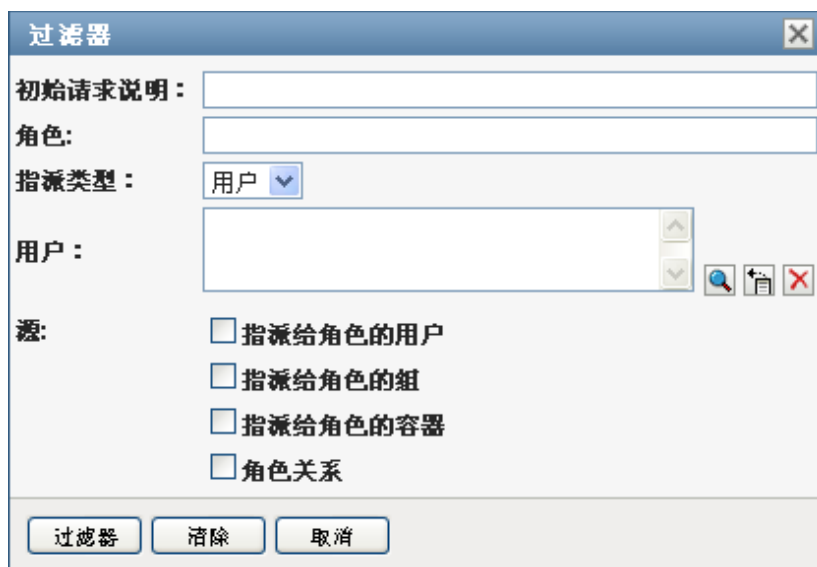 过滤器
初始请求说明：
角色:
指派类型： 用户
用户：
源: 指派给角色的用户
指派给角色的组
指派给角色的容器
角色关系
过滤器 清除 取消